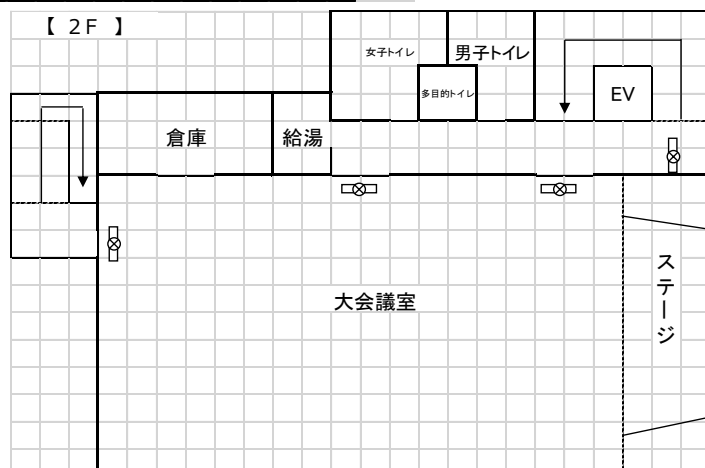 【 2F 】
女子トイレ
男子トイレ
多目的トイレ
EV
倉庫
給湯
大会議室
ステージ